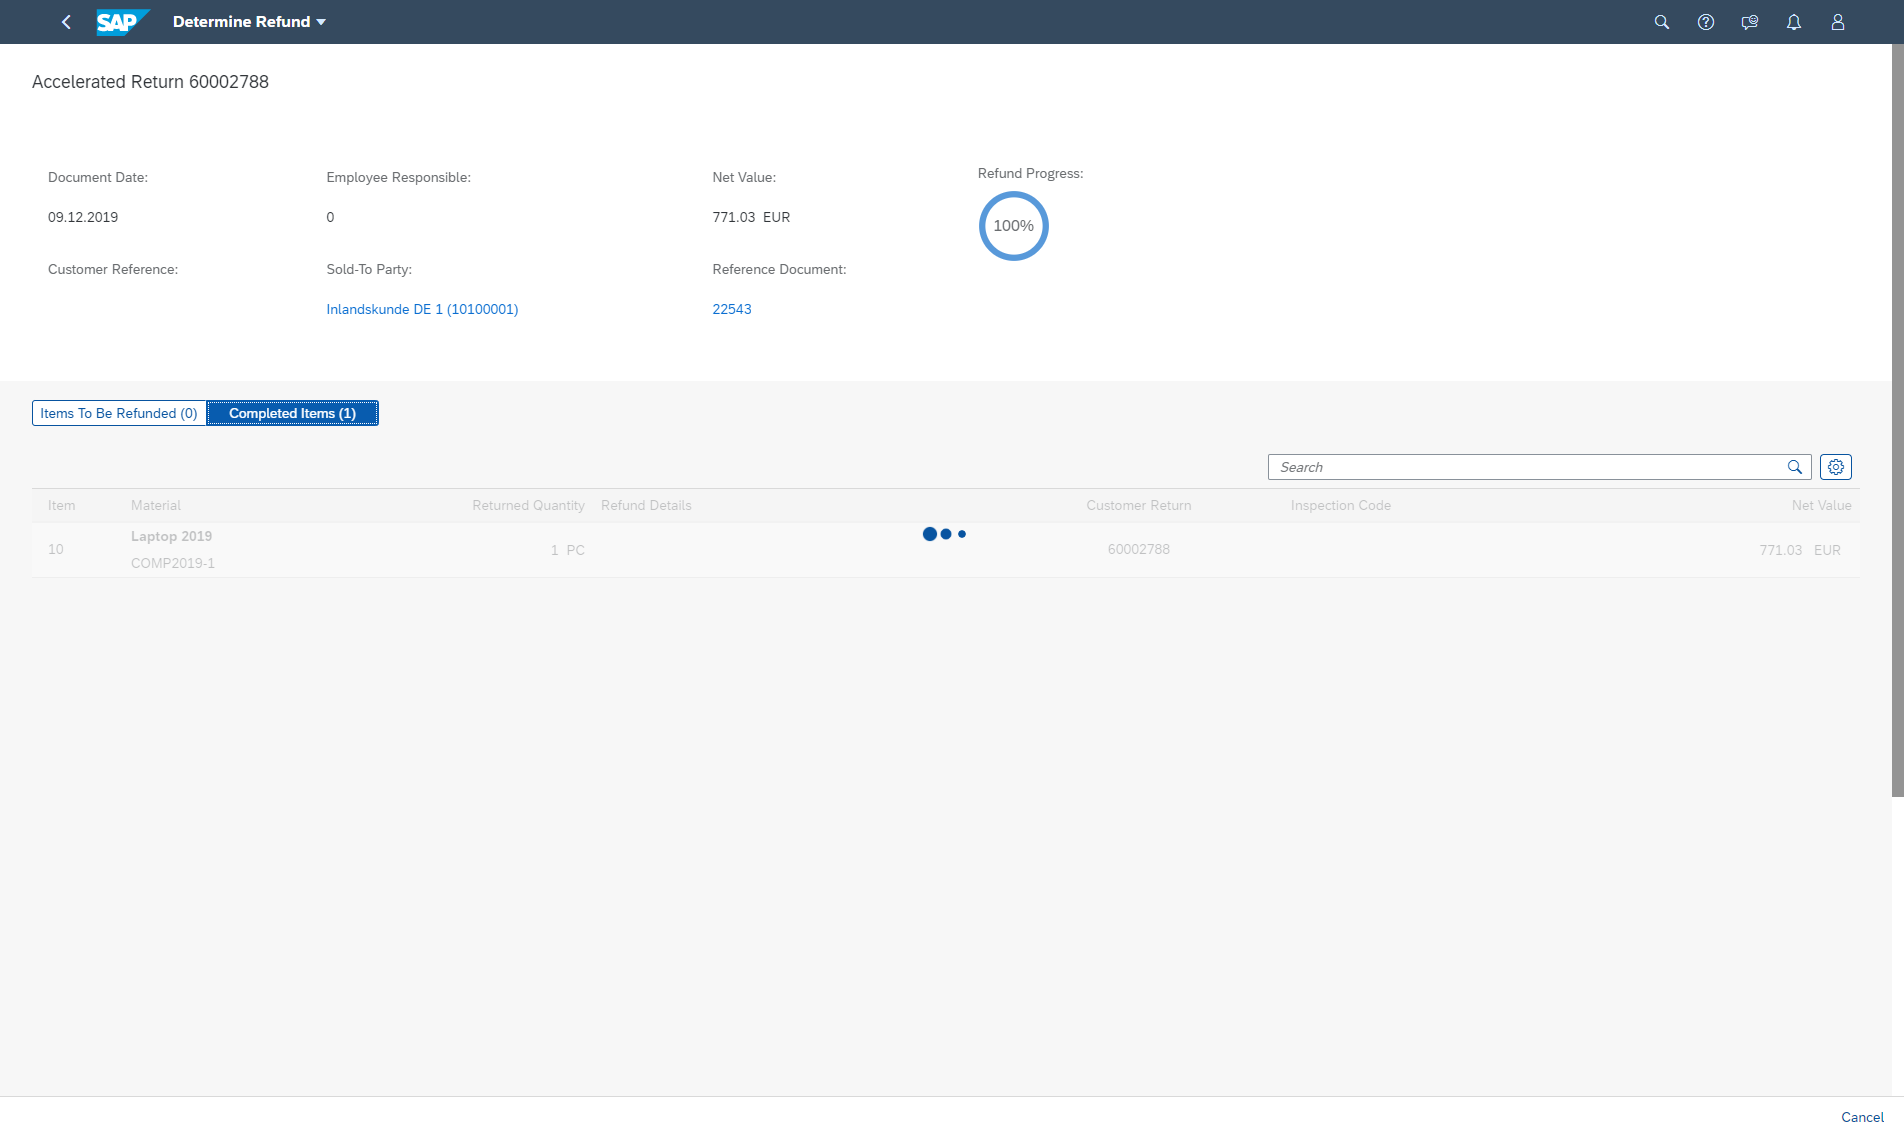 SAP Determine Refund
Accelerated Return 60002788
Document Date:
09.12.2019
Customer Reference:
Employee Responsible:
0
Sold-To Party:
Inlandskunde DE 1 (10100001)
Net Value:
771.03 EUR
Reference Document:
22543
Refund Progress:
100%
Items To Be Refunded (0) Completed Items (1)
Search
Item Material Returned Quantity Refund Details Customer Return Inspection Code Net Value
10 Laptop 2019 1 PC 60002788 771.03 EUR
COMP2019-1
Cancel